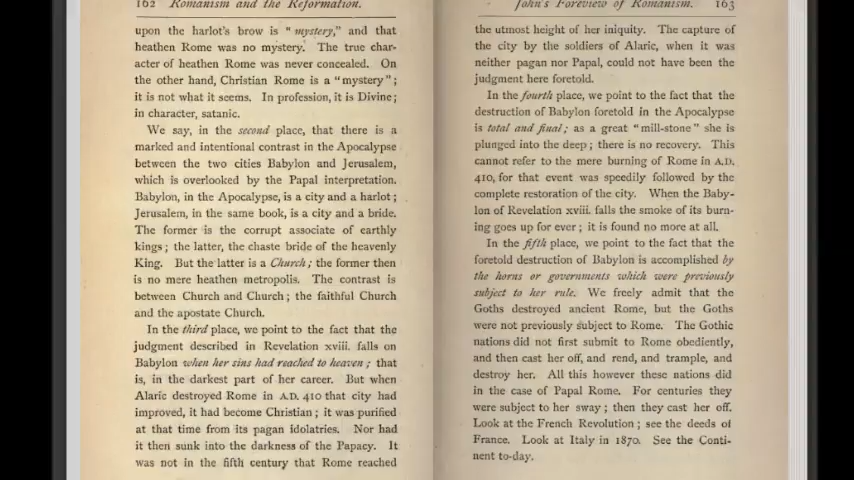 162 Romanism and the Reformation.
upon the harlot's brow is "mystery," and that
heathen Rome was no mystery. The true char-
acter of heathen Rome was never concealed. On
the other hand, Christian Rome is a "mystery";
it is not what it seems. In profession, it is Divine;
in character, satanic.
We say, in the second place, that there is a
marked and intentional contrast in the Apocalypse
between the two cities Babylon and Jerusalem,
which is overlooked by the Papal interpretation.
Babylon, in the Apocalypse, is a city and a harlot;
Jerusalem, in the same book, is a city and a bride.
The former is the corrupt associate of earthly
kings; the latter, the chaste bride of the heavenly
King. But the latter is a Church; the former then
is no mere heathen metropolis. The contrast is
between Church and Church; the faithful Church
and the apostate Church.
In the third place, we point to the fact that the
judgment described in Revelation xviii. falls on
Babylon when her sins had reached to heaven; that
is, in the darkest part of her career. But when
Alaric destroyed Rome in A.D. 410 that city had
improved, it had become Christian; it was purified
at that time from its pagan idolatries. Nor had
it then sunk into the darkness of the Papacy. It
was not in the fifth century that Rome reached
John's Foreview of Romanism. 163
the utmost height of her iniquity. The capture of
the city by the soldiers of Alaric, when it was
neither pagan nor Papal, could not have been the
judgment here foretold.
In the fourth place, we point to the fact that the
destruction of Babylon foretold in the Apocalypse
is total and final; as a great "mill-stone" she is
plunged into the deep; there is no recovery. This
cannot refer to the mere burning of Rome in A.D.
410, for that event was speedily followed by the
complete restoration of the city. When the Baby-
lon of Revelation xviii. falls the smoke of its burn-
ing goes up for ever; it is found no more at all.
In the fifth place, we point to the fact that the
foretold destruction of Babylon is accomplished by
the horns or governments which were previously
subject to her rule. We freely admit that the
Goths destroyed ancient Rome, but the Goths
were not previously subject to Rome. The Gothic
nations did not first submit to Rome obediently,
and then cast her off, and rend, and trample, and
destroy her. All this however these nations did
in the case of Papal Rome. For centuries they
were subject to her sway; then they cast her off.
Look at the French Revolution; see the deeds of
France. Look at Italy in 1870. See the Conti-
nent to-day.